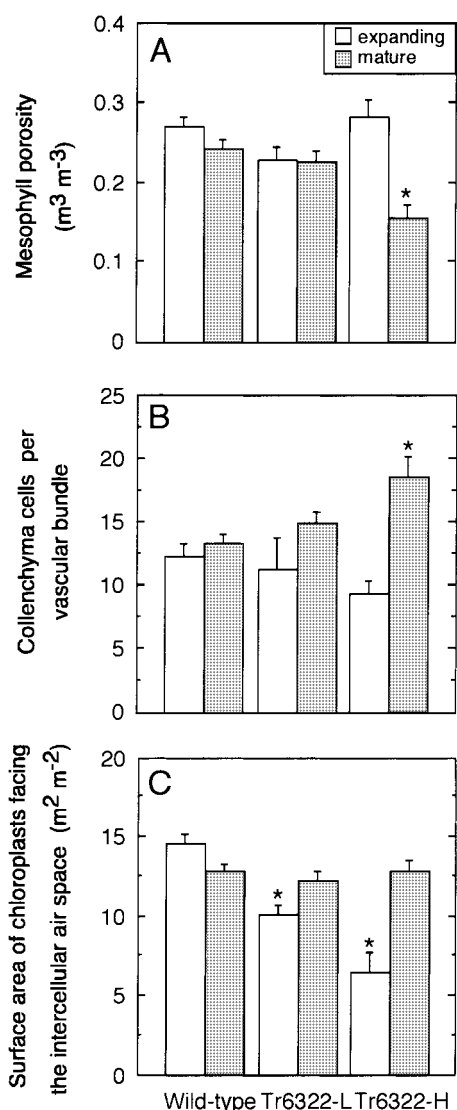 A
expanding
mature
0.4
0.3
0.2
0.1
0
*
Mesophyll porosity
(m3 m-3)
B
25
20
15
10
5
0
*
Collenchyma cells per
vascular bundle
C
20
15
10
5
0
*
*
Surface area of chloroplasts facing
the intercellular air space (m2 m-2)
Wild-type Tr6322-L Tr6322-H